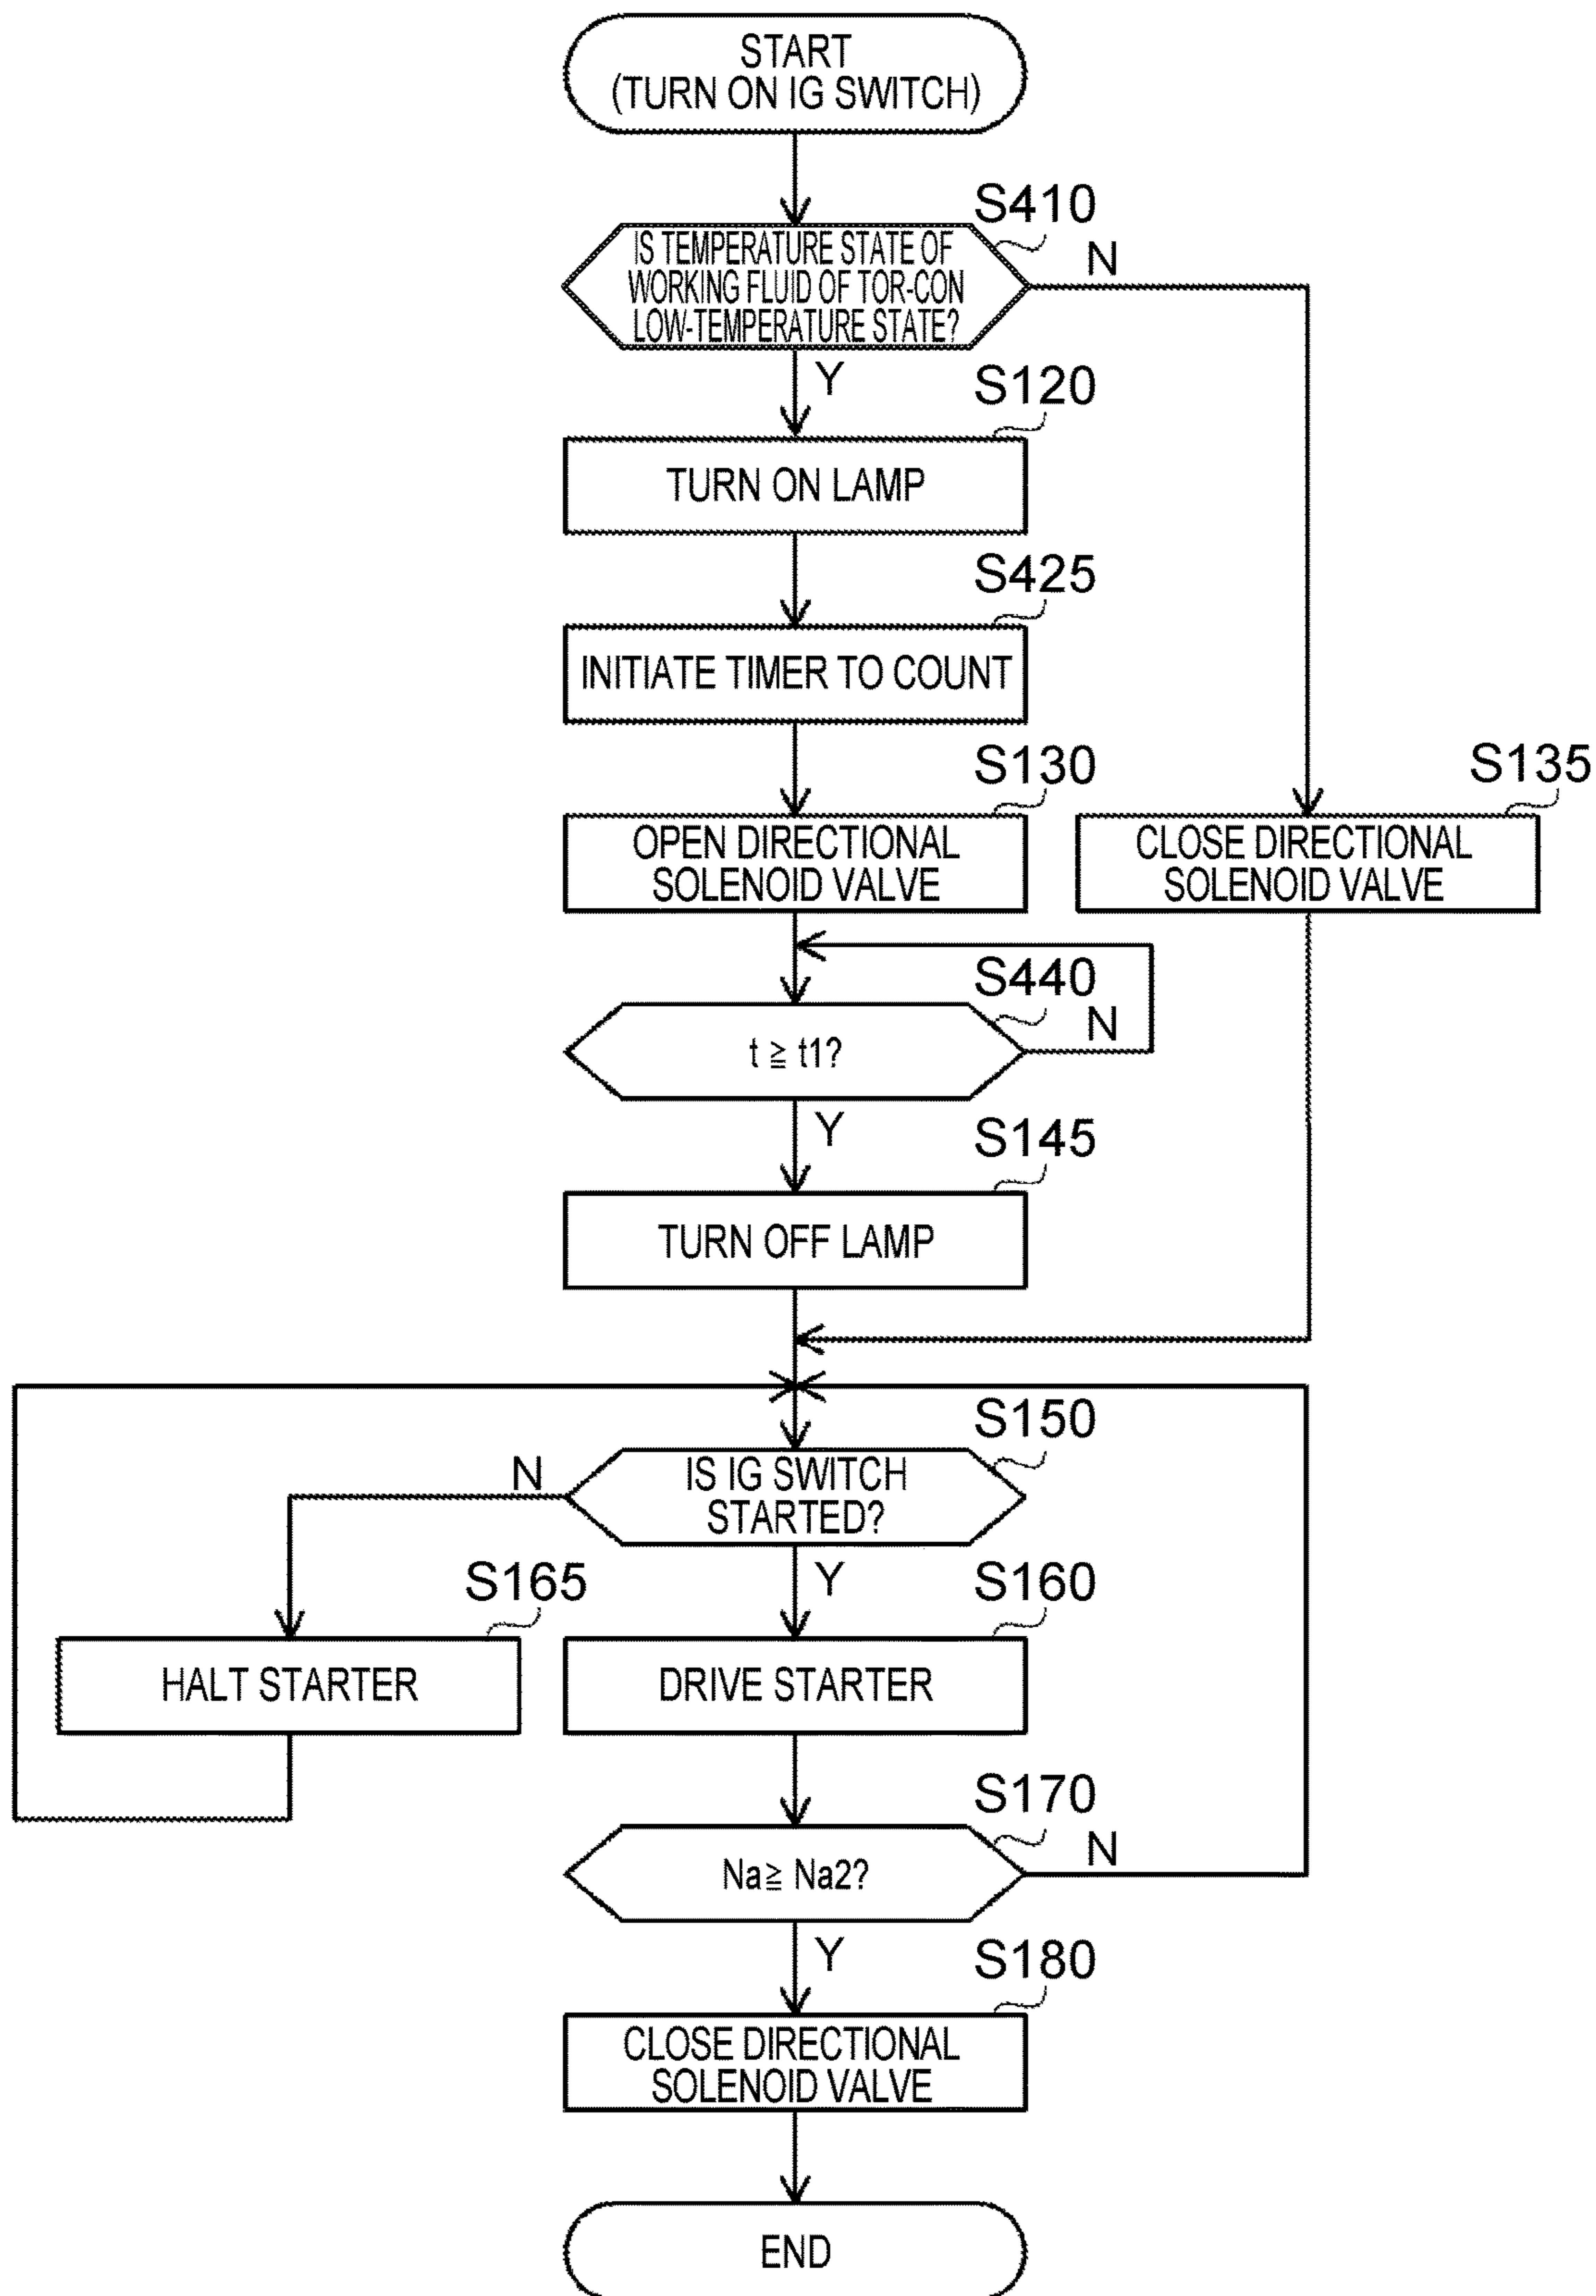 START
(TURN ON IG SWITCH)
S410
IS TEMPERATURE STATE OF
WORKING FLUID OF TOR-CON
LOW-TEMPERATURE STATE?
N
Y
S120
TURN ON LAMP
S425
INITIATE TIMER TO COUNT
S130
OPEN DIRECTIONAL
SOLENOID VALVE
S135
CLOSE DIRECTIONAL
SOLENOID VALVE
S440
t ≧ t1?
N
Y
S145
TURN OFF LAMP
S150
IS IG SWITCH
STARTED?
N
Y
S165
HALT STARTER
S160
DRIVE STARTER
S170
Na≧ Na2?
N
Y
S180
CLOSE DIRECTIONAL
SOLENOID VALVE
END